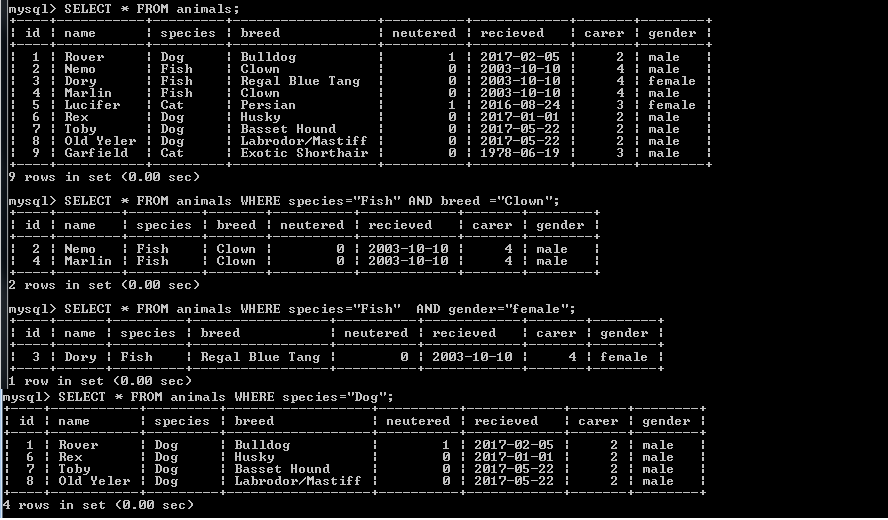 mysql> SELECT * FROM animals;
| id | name | species | breed | neutered | recieved | carer | gender |
| 1 | Rover | Dog | Bulldog | 1 | 2017-02-05 | 2 | male |
| 2 | Nemo | Fish | Clown | 0 | 2003-10-10 | 4 | male |
| 3 | Dory | Fish | Regal Blue Tang | 0 | 2003-10-10 | 4 | female |
| 4 | Marlin | Fish | Clown | 0 | 2003-10-10 | 4 | male |
| 5 | Lucifer | Cat | Persian | 1 | 2016-08-24 | 3 | female |
| 6 | Rex | Dog | Husky | 0 | 2017-01-01 | 2 | male |
| 7 | Toby | Dog | Basset Hound | 0 | 2017-05-22 | 2 | male |
| 8 | Old Yeler | Dog | Labrodor/Mastiff | 0 | 2017-05-22 | 2 | male |
| 9 | Garfield | Cat | Exotic Shorthair | 0 | 1978-06-19 | 3 | male |
9 rows in set (0.00 sec)
mysql> SELECT * FROM animals WHERE species="Fish" AND breed ="Clown";
| id | name | species | breed | neutered | recieved | carer | gender |
| 2 | Nemo | Fish | Clown | 0 | 2003-10-10 | 4 | male |
| 4 | Marlin | Fish | Clown | 0 | 2003-10-10 | 4 | male |
2 rows in set (0.00 sec)
mysql> SELECT * FROM animals WHERE species="Fish"  AND gender="female";
| id | name | species | breed | neutered | recieved | carer | gender |
| 3 | Dory | Fish | Regal Blue Tang | 0 | 2003-10-10 | 4 | female |
1 row in set (0.00 sec)
mysql> SELECT * FROM animals WHERE species="Dog";
| id | name | species | breed | neutered | recieved | carer | gender |
| 1 | Rover | Dog | Bulldog | 1 | 2017-02-05 | 2 | male |
| 6 | Rex | Dog | Husky | 0 | 2017-01-01 | 2 | male |
| 7 | Toby | Dog | Basset Hound | 0 | 2017-05-22 | 2 | male |
| 8 | Old Yeler | Dog | Labrodor/Mastiff | 0 | 2017-05-22 | 2 | male |
4 rows in set (0.00 sec)